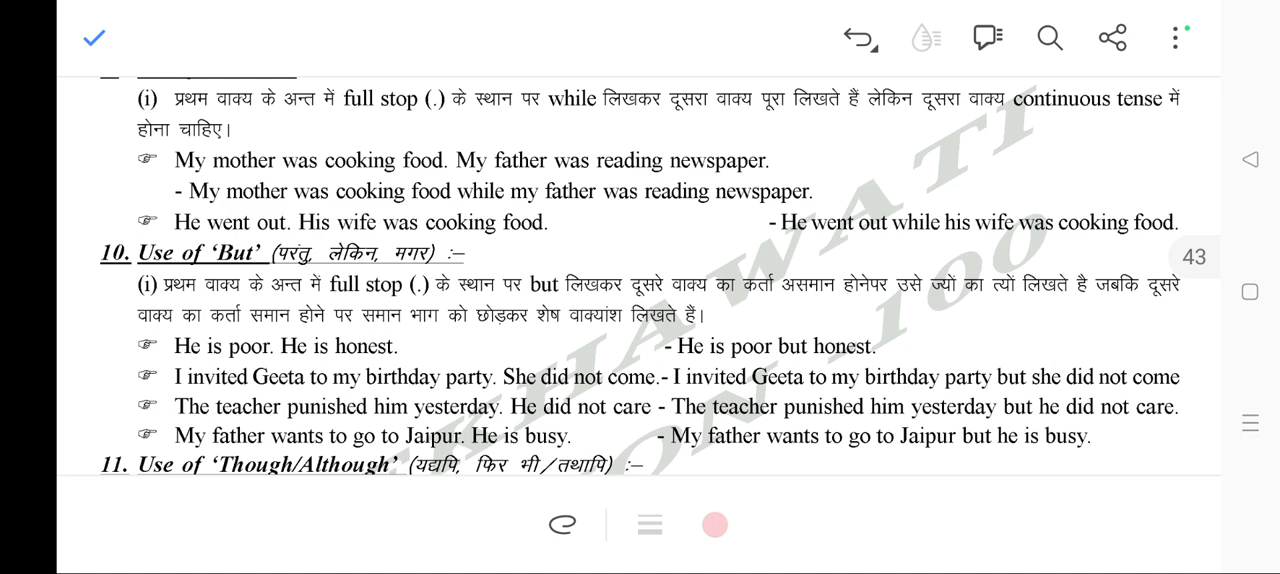 (i) प्रथम वाक्य के अन्त में full stop (.) के स्थान पर while लिखकर दूसरा वाक्य पूरा लिखते हैं लेकिन दूसरा वाक्य continuous tense में
होना चाहिए।
☞ My mother was cooking food. My father was reading newspaper.
- My mother was cooking food while my father was reading newspaper.
☞ He went out. His wife was cooking food. - He went out while his wife was cooking food.
10. Use of ‘But’ (परंतु, लेकिन, मगर) :–
43
(i) प्रथम वाक्य के अन्त में full stop (.) के स्थान पर but लिखकर दूसरे वाक्य का कर्ता असमान होनेपर उसे ज्यों का त्यों लिखते है जबकि दूसरे
वाक्य का कर्ता समान होने पर समान भाग को छोड़कर शेष वाक्यांश लिखते हैं।
☞ He is poor. He is honest. - He is poor but honest.
☞ I invited Geeta to my birthday party. She did not come.- I invited Geeta to my birthday party but she did not come
☞ The teacher punished him yesterday. He did not care - The teacher punished him yesterday but he did not care.
☞ My father wants to go to Jaipur. He is busy. - My father wants to go to Jaipur but he is busy.
11. Use of ‘Though/Although’ (यद्यपि, फिर भी/तथापि) :–
EKHAWATI
ON -100